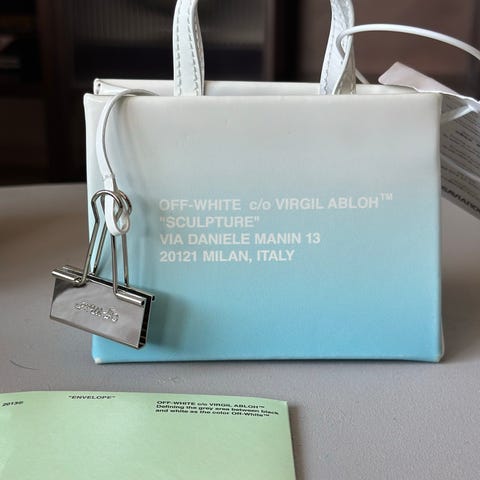 OFF-WHITE c/o VIRGIL ABLOH™
"SCULPTURE"
VIA DANIELE MANIN 13
20121 MILAN, ITALY
2013© "ENVELOPE" OFF-WHITE c/o VIRGIL ABLOH™
Defining the grey area between black
and white as the color Off-White™